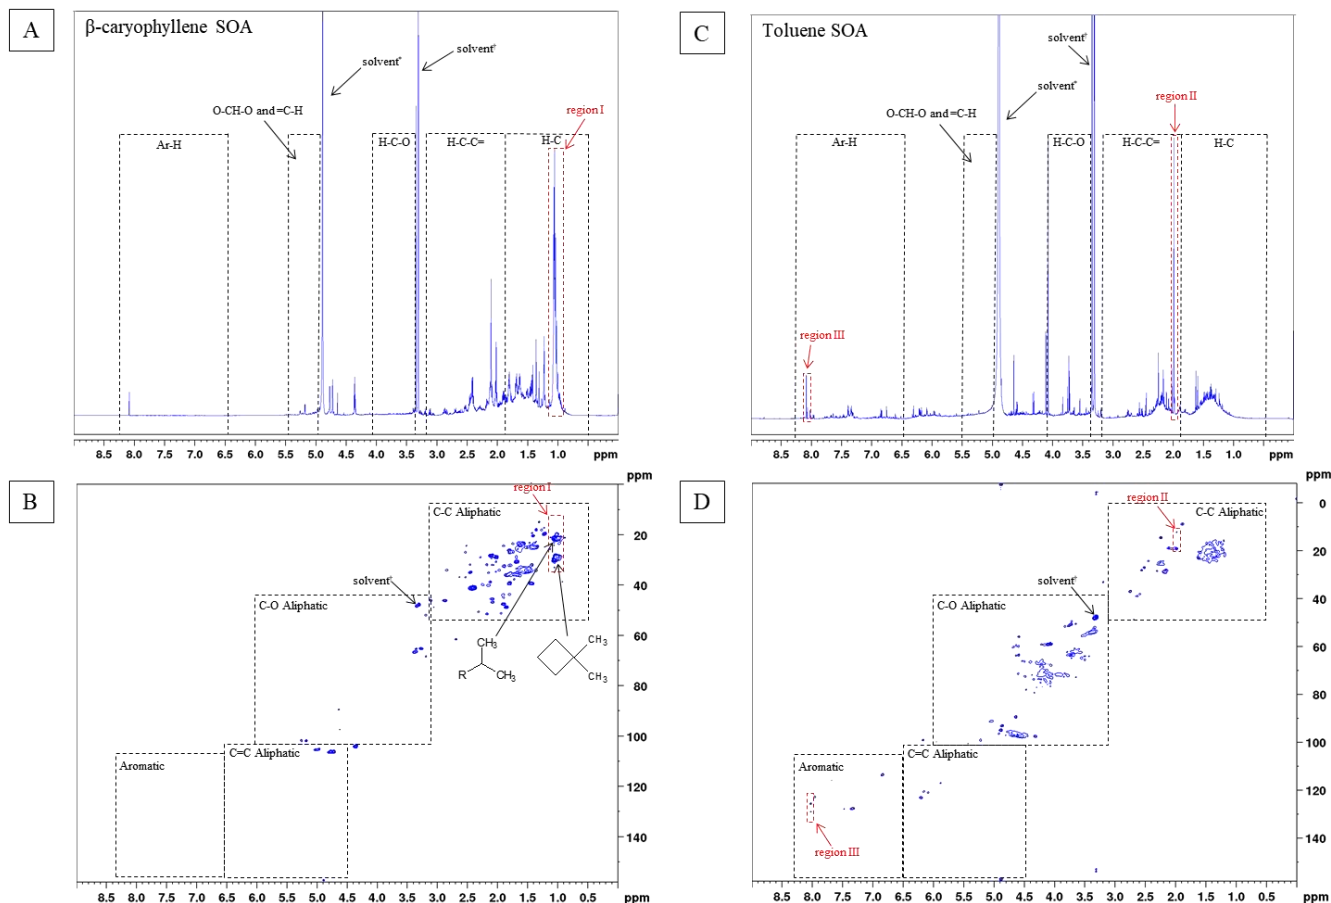 A
β-caryophyllene SOA
solvent*
solvent†
O-CH-O and =C-H
region I
Ar-H
H-C-O
H-C-C=
H-C
8.5 8.0 7.5 7.0 6.5 6.0 5.5 5.0 4.5 4.0 3.5 3.0 2.5 2.0 1.5 1.0 ppm
C
Toluene SOA
solvent†
solvent*
region II
O-CH-O and =C-H
Ar-H
H-C-O
H-C-C=
H-C
region III
8.5 8.0 7.5 7.0 6.5 6.0 5.5 5.0 4.5 4.0 3.5 3.0 2.5 2.0 1.5 1.0 ppm
B
ppm
region I
C-C Aliphatic
20
40
solvent†
C-O Aliphatic
60
CH3
R
CH3
CH3
CH3
80
100
C=C Aliphatic
Aromatic
120
140
8.5 8.0 7.5 7.0 6.5 6.0 5.5 5.0 4.5 4.0 3.5 3.0 2.5 2.0 1.5 1.0 ppm
D
ppm
region II
0
C-C Aliphatic
20
solvent†
40
C-O Aliphatic
60
80
100
C=C Aliphatic
Aromatic
120
140
region III
8.5 8.0 7.5 7.0 6.5 6.0 5.5 5.0 4.5 4.0 3.5 3.0 2.5 2.0 1.5 1.0 ppm